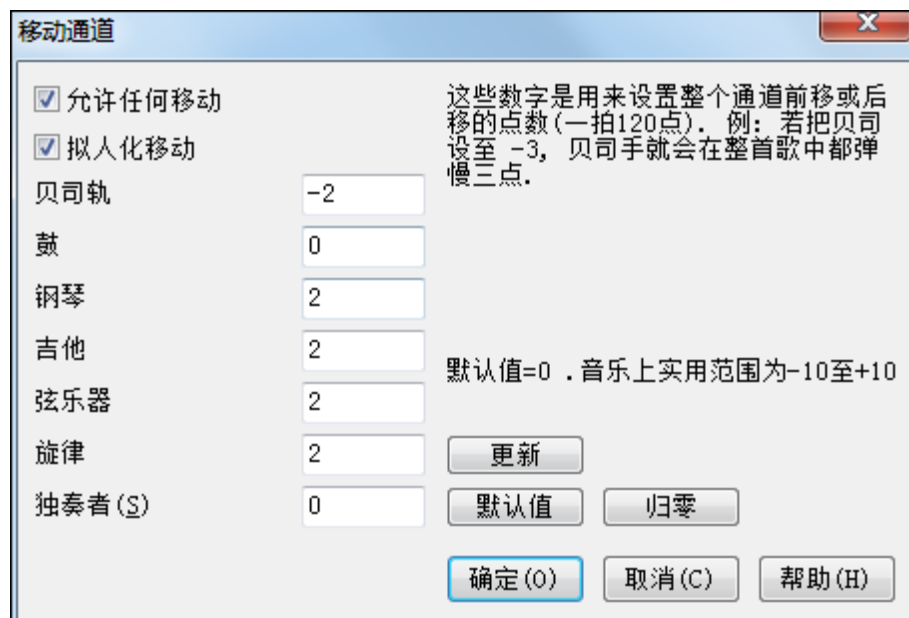 移动通道
允许任何移动
拟人化移动
贝司轨 -2
鼓 0
钢琴 2
吉他 2
弦乐器 2
旋律 2
独奏者(S) 0
这些数字是用来设置整个通道前移或后
移的点数(一拍120点). 例: 若把贝司
设至 -3, 贝司手就会在整首歌中都弹
慢三点.
默认值=0 .音乐上实用范围为-10至+10
更新
默认值 归零
确定(O) 取消(C) 帮助(H)